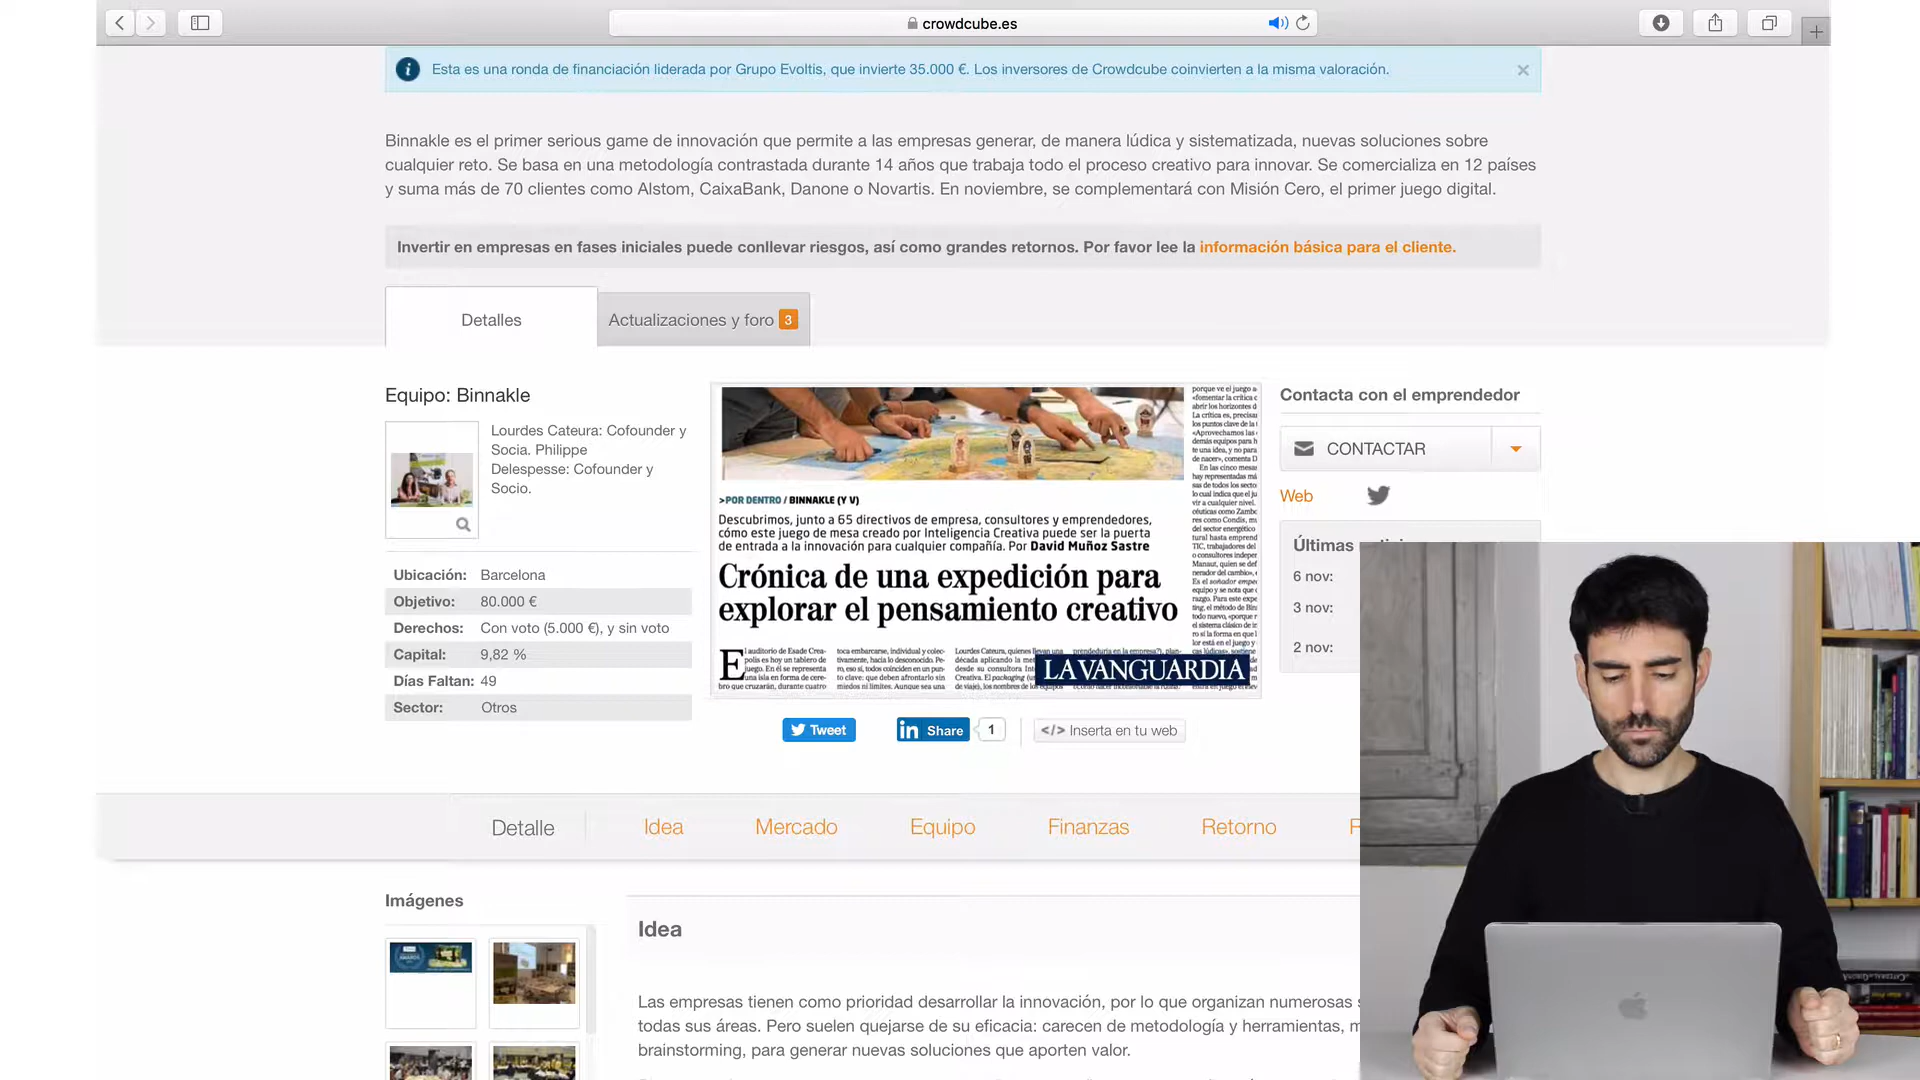 crowdcube.es
Esta es una ronda de financiación liderada por Grupo Evoltis, que invierte 35.000 €. Los inversores de Crowdcube coinvierten a la misma valoración.
Binnakle es el primer serious game de innovación que permite a las empresas generar, de manera lúdica y sistematizada, nuevas soluciones sobre
cualquier reto. Se basa en una metodología contrastada durante 14 años que trabaja todo el proceso creativo para innovar. Se comercializa en 12 países
y suma más de 70 clientes como Alstom, CaixaBank, Danone o Novartis. En noviembre, se complementará con Misión Cero, el primer juego digital.
Invertir en empresas en fases iniciales puede conllevar riesgos, así como grandes retornos. Por favor lee la información básica para el cliente.
Detalles
Actualizaciones y foro 3
Equipo: Binnakle
Lourdes Cateura: Cofounder y
Socia. Philippe
Delespesse: Cofounder y
Socio.
Ubicación: Barcelona
Objetivo: 80.000 €
Derechos: Con voto (5.000 €), y sin voto
Capital: 9,82 %
Días Faltan: 49
Sector: Otros
>POR DENTRO / BINNAKLE (Y V)
Descubrimos, junto a 65 directivos de empresa, consultores y emprendedores,
cómo este juego de mesa creado por Inteligencia Creativa puede ser la puerta
de entrada a la innovación para cualquier compañía. Por David Muñoz Sastre
Crónica de una expedición para
explorar el pensamiento creativo
LA VANGUARDIA
Tweet
in Share 1
</> Inserta en tu web
Contacta con el emprendedor
CONTACTAR
Web
Últimas
6 nov:
3 nov:
2 nov:
Detalle
Idea
Mercado
Equipo
Finanzas
Retorno
Imágenes
Idea
Las empresas tienen como prioridad desarrollar la innovación, por lo que organizan numerosas
todas sus áreas. Pero suelen quejarse de su eficacia: carecen de metodología y herramientas,
brainstorming, para generar nuevas soluciones que aporten valor.